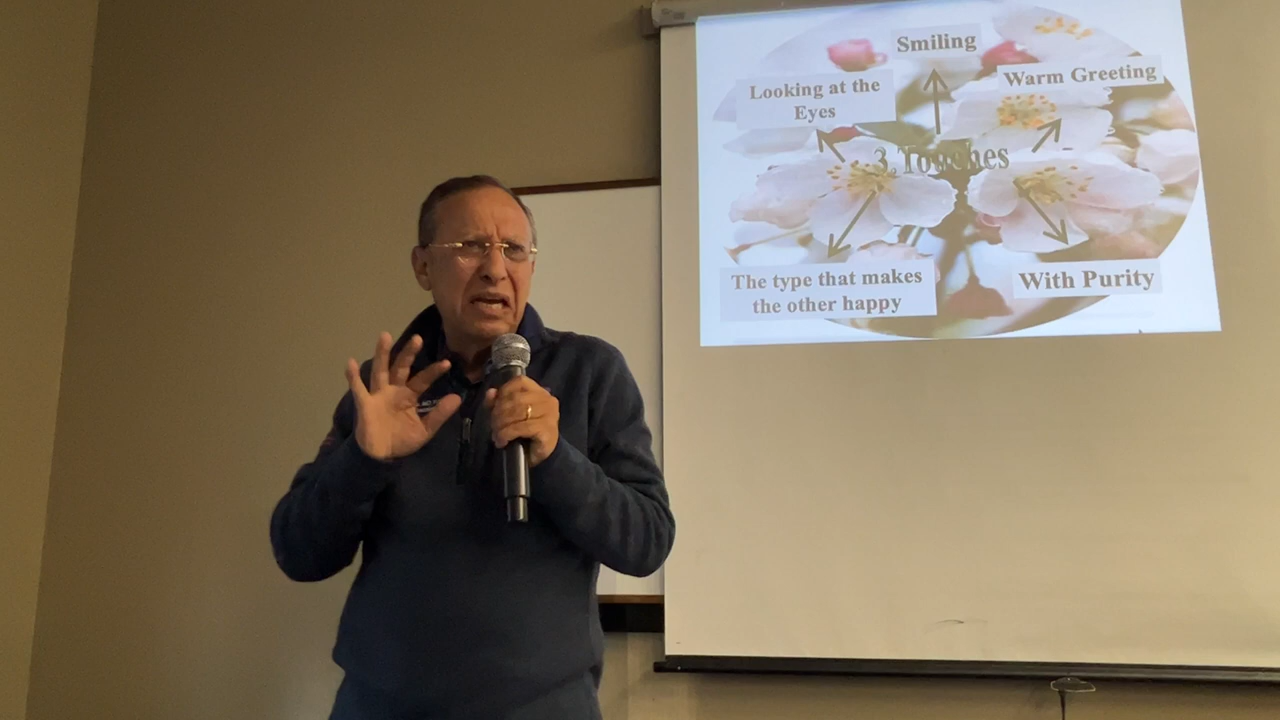 Smiling
Looking at the
Eyes
Warm Greeting
3. Touches
The type that makes
the other happy
With Purity